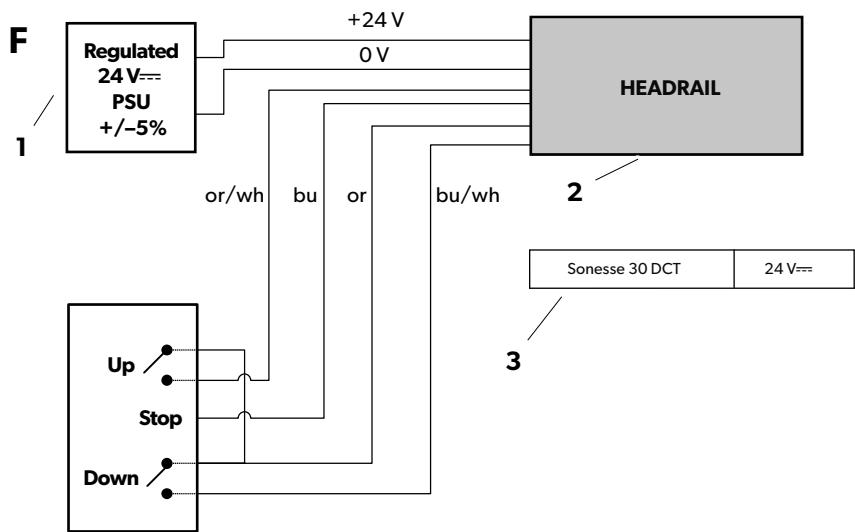 F
+24 V
0 V
Regulated
24 V⎓
PSU
+/–5%
1
HEADRAIL
2
or/wh
bu
or
bu/wh
Sonesse 30 DCT
24 V⎓
3
Up
Stop
Down